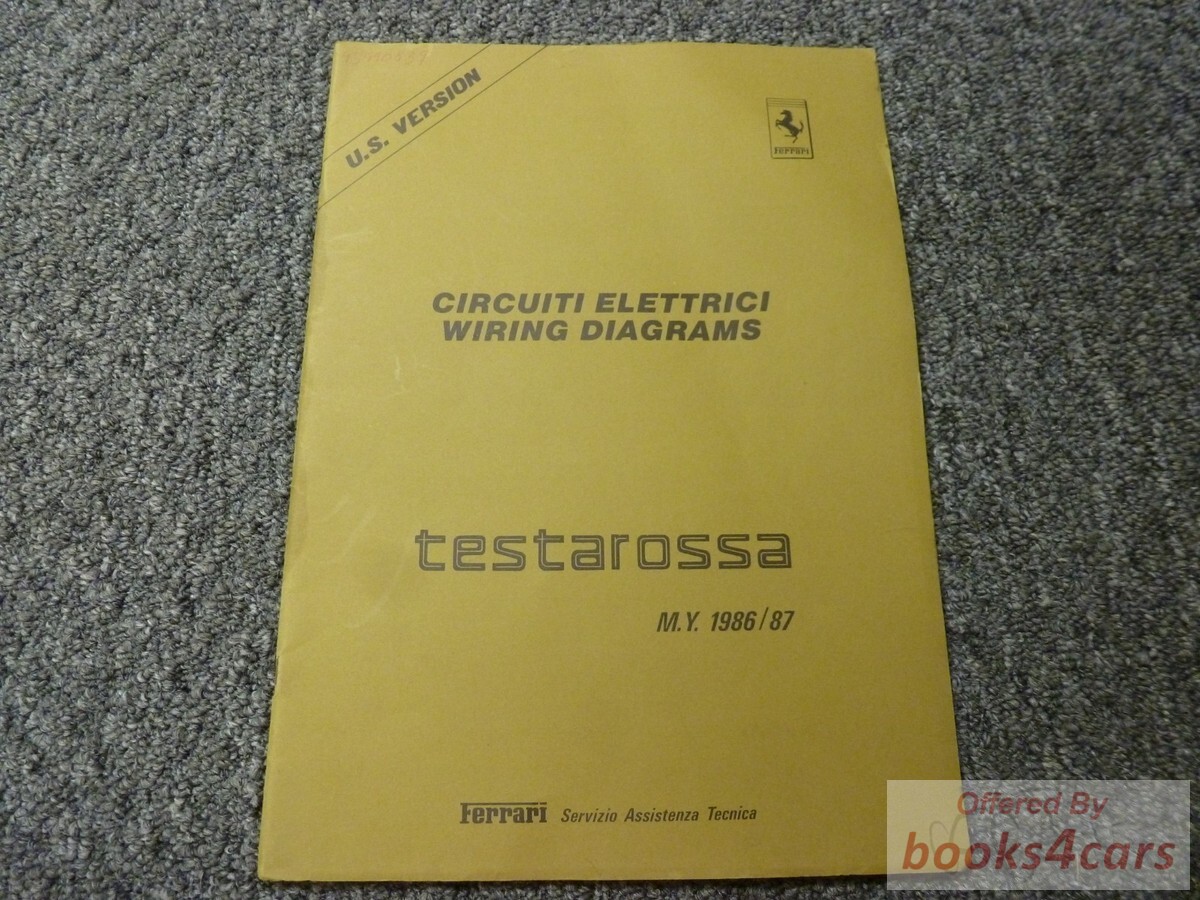 U.S. VERSION
Ferrari
CIRCUITI ELETTRICI
WIRING DIAGRAMS
testarossa
M.Y. 1986/87
Ferrari Servizio Assistenza Tecnica
Offered By
books4cars